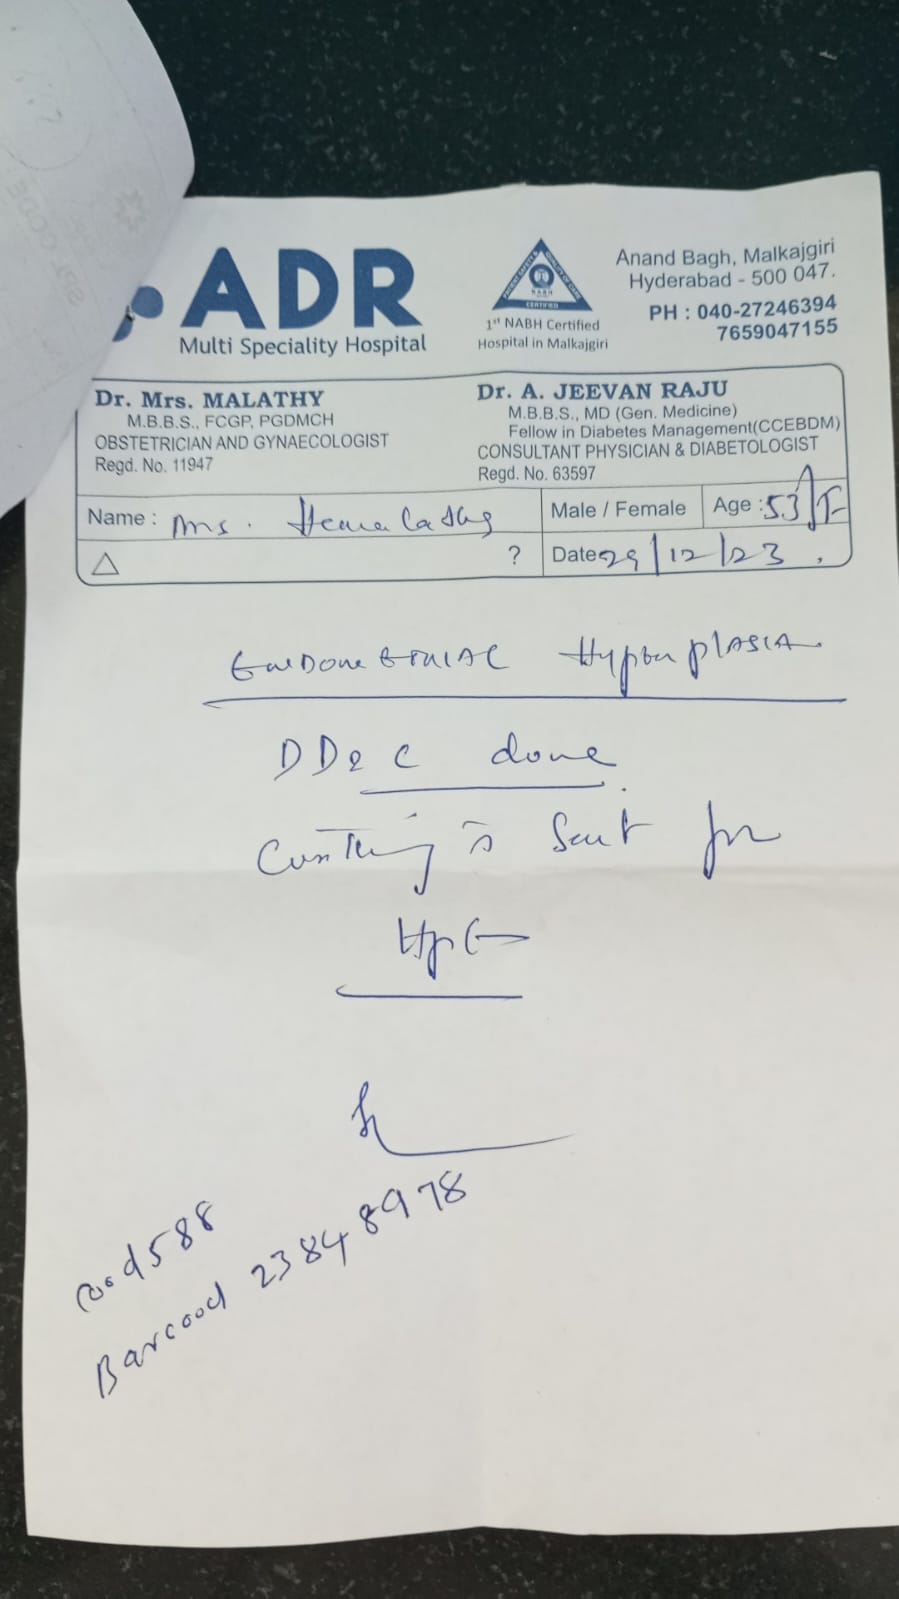 ADR
Multi Speciality Hospital
1st NABH Certified
Hospital in Malkajgiri
Anand Bagh, Malkajgiri
Hyderabad - 500 047.
PH : 040-27246394
7659047155
Dr. Mrs. MALATHY
M.B.B.S., FCGP, PGDMCH
OBSTETRICIAN AND GYNAECOLOGIST
Regd. No. 11947
Dr. A. JEEVAN RAJU
M.B.B.S., MD (Gen. Medicine)
Fellow in Diabetes Management(CCEBDM)
CONSULTANT PHYSICIAN & DIABETOLOGIST
Regd. No. 63597
Name : Mrs.
Male / Female
Age : 53/F
△ ?
Date 29/12/23
ENDOMETRIAL HyperplASIA
DD&C done
is sent for
HpE
588
Barcood 23848978